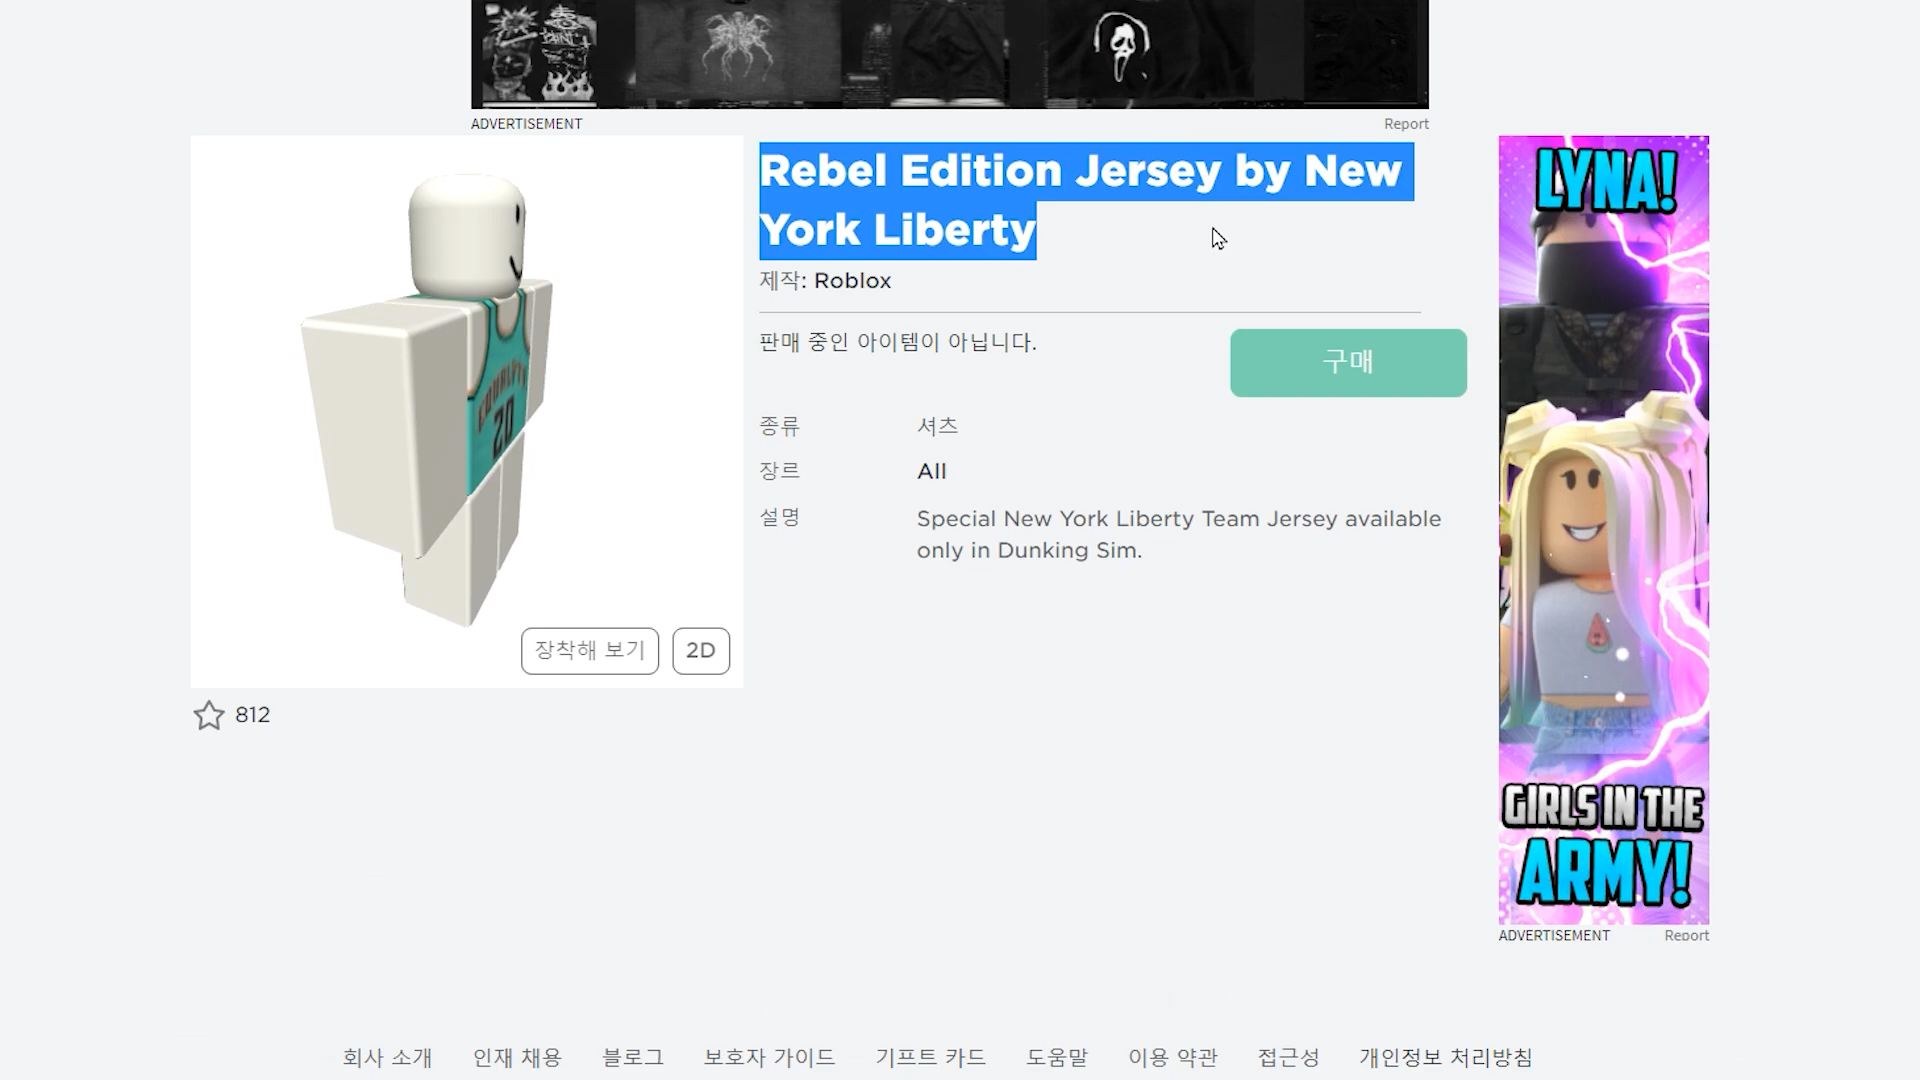 ADVERTISEMENT
Report
LYNA!
Rebel Edition Jersey by New
York Liberty
제작: Roblox
판매 중인 아이템이 아닙니다.
구매
종류
셔츠
장르
All
설명
Special New York Liberty Team Jersey available
only in Dunking Sim.
20
장착해 보기
2D
812
GIRLS IN THE
ARMY!
ADVERTISEMENT
Report
회사 소개
인재 채용
블로그
보호자 가이드
기프트 카드
도움말
이용 약관
접근성
개인정보 처리방침